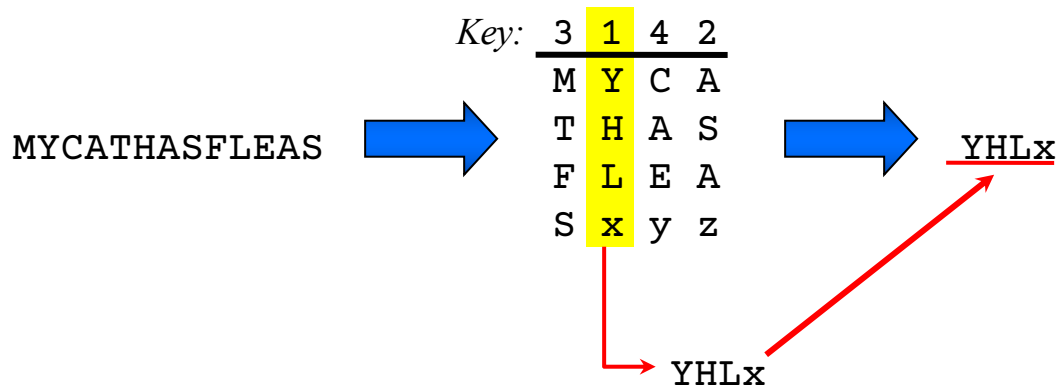 Key: 3 1 4 2
M Y C A
T H A S
F L E A
S x y z
MYCATHASFLEAS
YHLx
YHLx